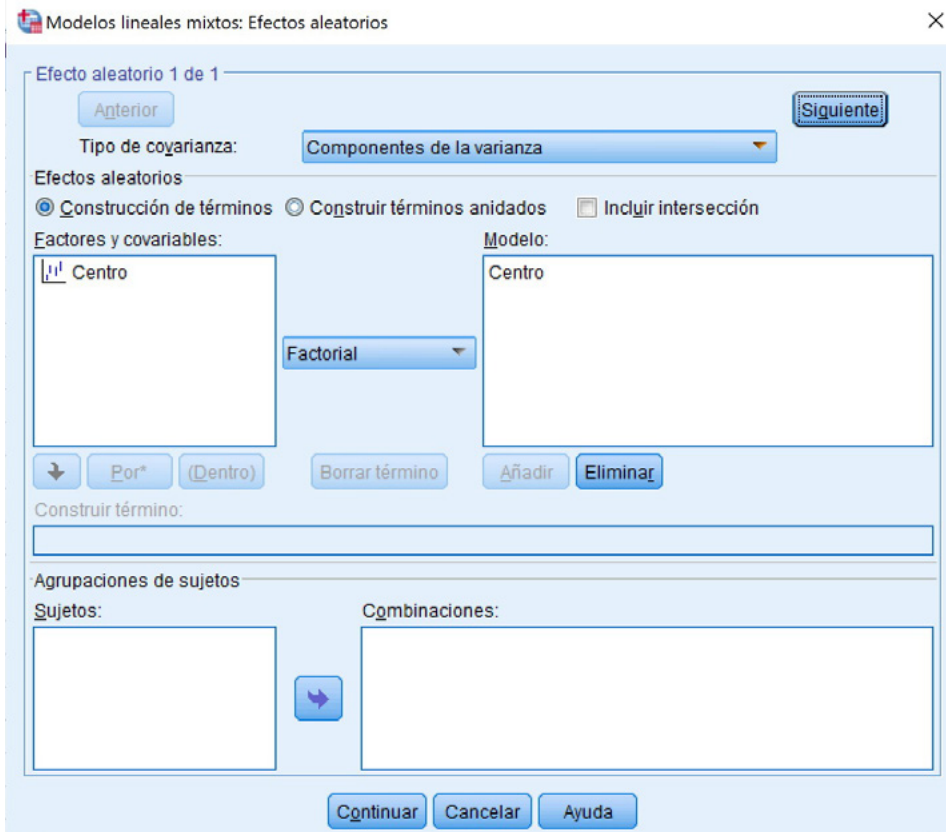 Modelos lineales mixtos: Efectos aleatorios
Efecto aleatorio 1 de 1
Anterior
Siguiente
Tipo de covarianza:
Componentes de la varianza
Efectos aleatorios
Construcción de términos
Construir términos anidados
Incluir intersección
Factores y covariables:
Modelo:
Centro
Centro
Factorial
Por*
(Dentro)
Borrar término
Añadir
Eliminar
Construir término:
Agrupaciones de sujetos
Sujetos:
Combinaciones:
Continuar
Cancelar
Ayuda